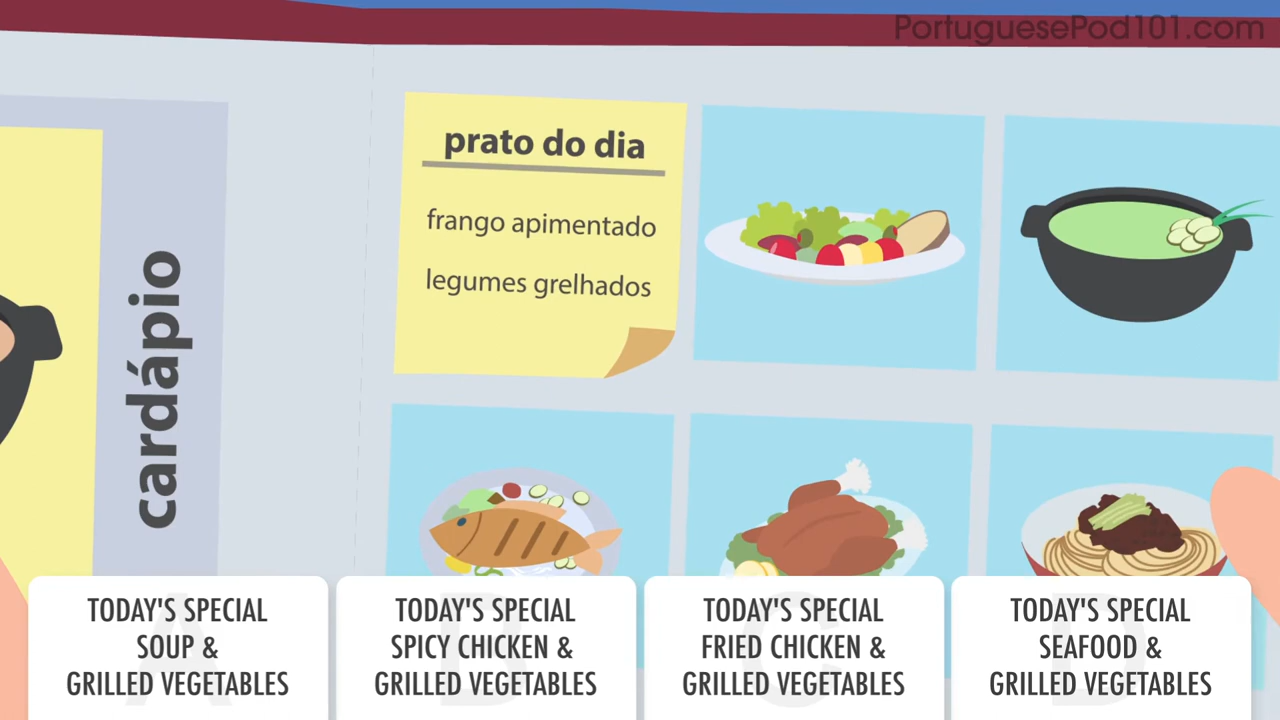 PortuguesePod101.com
prato do dia
frango apimentado
legumes grelhados
cardápio
A
TODAY'S SPECIAL
SOUP &
GRILLED VEGETABLES
B
TODAY'S SPECIAL
SPICY CHICKEN &
GRILLED VEGETABLES
C
TODAY'S SPECIAL
FRIED CHICKEN &
GRILLED VEGETABLES
D
TODAY'S SPECIAL
SEAFOOD &
GRILLED VEGETABLES